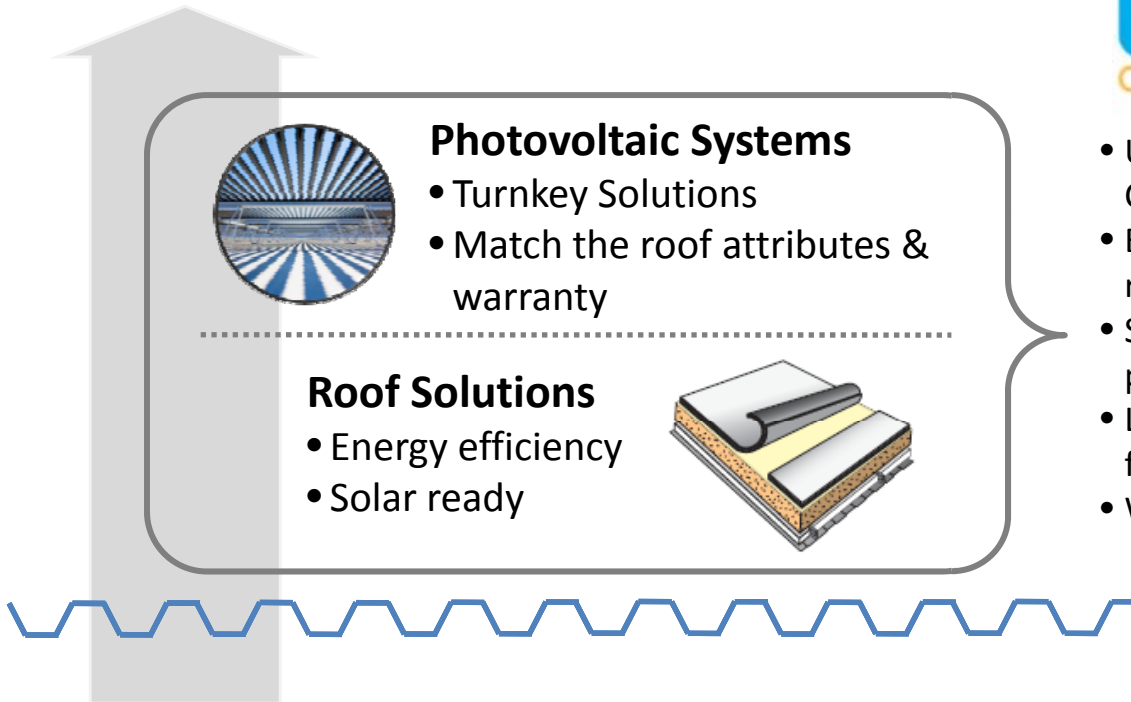 Photovoltaic Systems
• Turnkey Solutions
• Match the roof attributes &
warranty
Roof Solutions
• Energy efficiency
• Solar ready